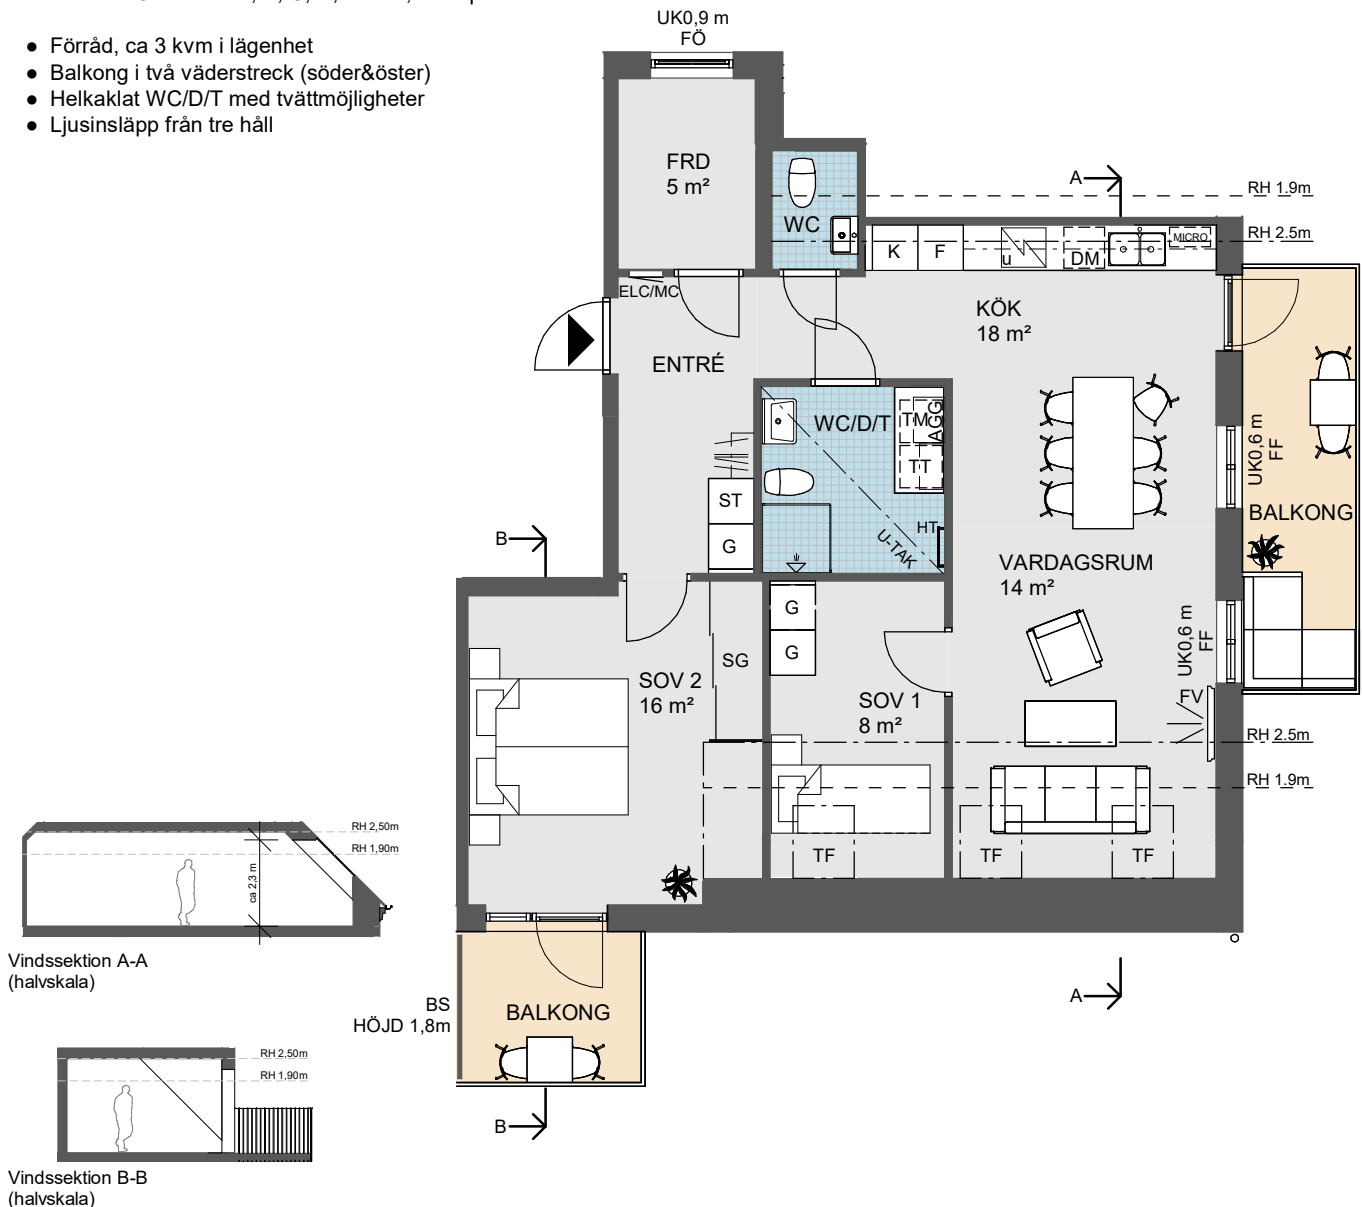 ● Förråd, ca 3 kvm i lägenhet
● Balkong i två väderstreck (söder&öster)
● Helkaklat WC/D/T med tvättmöjligheter
● Ljusinsläpp från tre håll
UK0,9 m
FÖ
FRD
5 m²
WC
A
RH 1.9m
RH 2.5m
K
F
u
DM
MICRO
ELC/MC
KÖK
18 m²
ENTRÉ
WC/D/T
TM
ÄGG
TT
ST
G
HT
U-TAK
UK0,6 m
FF
BALKONG
B
VARDAGSRUM
14 m²
G
G
SG
SOV 2
16 m²
SOV 1
8 m²
UK0,6 m
FF
FV
RH 2.5m
RH 1.9m
TF
TF
TF
RH 2,50m
RH 1,90m
ca 2,3 m
Vindssektion A-A
(halvskala)
BS
HÖJD 1,8m
BALKONG
A
RH 2,50m
RH 1,90m
B
Vindssektion B-B
(halvskala)